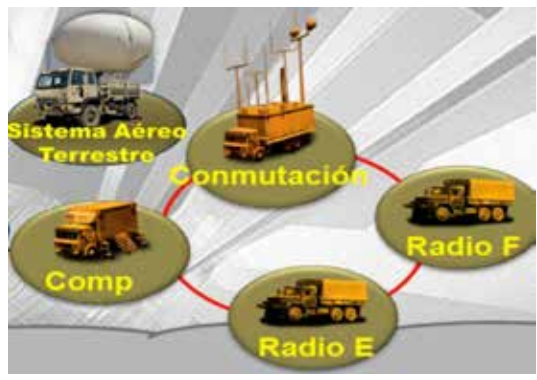 Sistema Aéreo
Terrestre
Conmutación
Radio F
Comp
Radio E